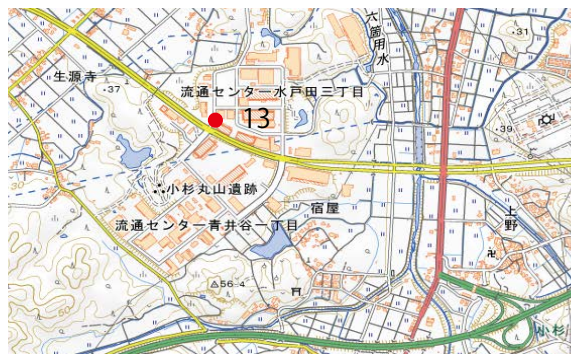 六箇用水
・31
生源寺
・37
流通センター水戸田三丁目
13
・39
小杉丸山遺跡
宿屋
上野
流通センター青井谷一丁目
56.4
小杉